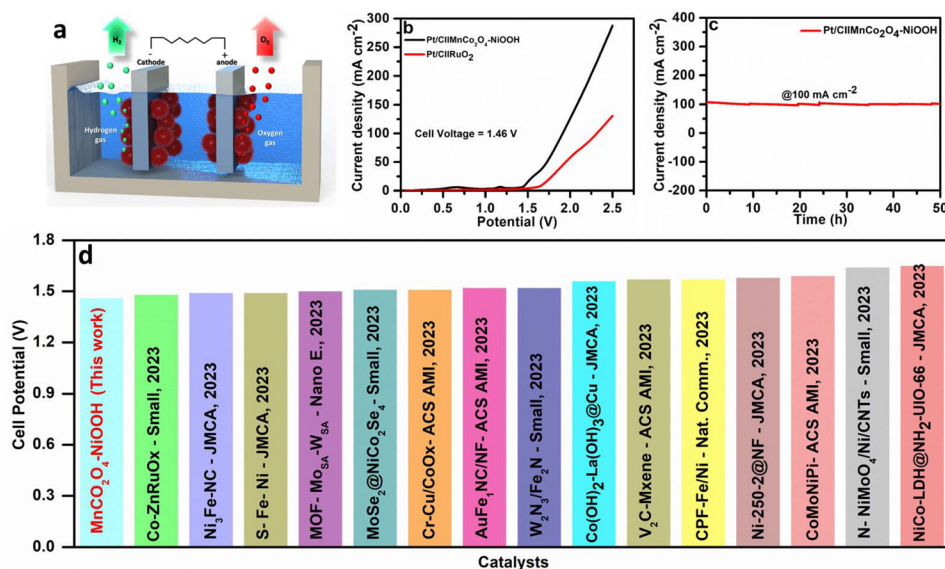 a
H₂
O₂
-
+
Cathode
anode
Hydrogen
gas
Oxygen
gas
b
Current desnity (mA cm⁻²)
300
250
200
150
100
50
0
Pt/CllMnCo₂O₄-NiOOH
Pt/CllRuO₂
Cell Voltage = 1.46 V
0.0 0.5 1.0 1.5 2.0 2.5
Potential (V)
c
Current density (mA cm⁻²)
500
400
300
200
100
0
-100
-200
Pt/CllMnCo₂O₄-NiOOH
@100 mA cm⁻²
0 10 20 30 40 50
Time (h)
d
Cell Potential (V)
1.8
1.5
1.2
0.9
0.6
0.3
0.0
MnCO₂O₄-NiOOH (This work)
Co-ZnRuOx - Small, 2023
Ni₃Fe-NC - JMCA, 2023
S- Fe- Ni - JMCA, 2023
MOF- Mo_SA-W_SA - Nano E., 2023
MoSe₂@NiCo₂Se₄ - Small, 2023
Cr-Cu/CoOx- ACS AMI, 2023
AuFe₁NC/NF- ACS AMI, 2023
W₂N₃/Fe₂N - Small, 2023
Co(OH)₂-La(OH)₃@Cu - JMCA, 2023
V₂C-Mxene - ACS AMI, 2023
CPF-Fe/Ni - Nat. Comm., 2023
Ni-250-2@NF - JMCA, 2023
CoMoNiPi- ACS AMI, 2023
N- NiMoO₄/Ni/CNTs - Small, 2023
NiCo-LDH@NH₂-UIO-66 - JMCA, 2023
Catalysts